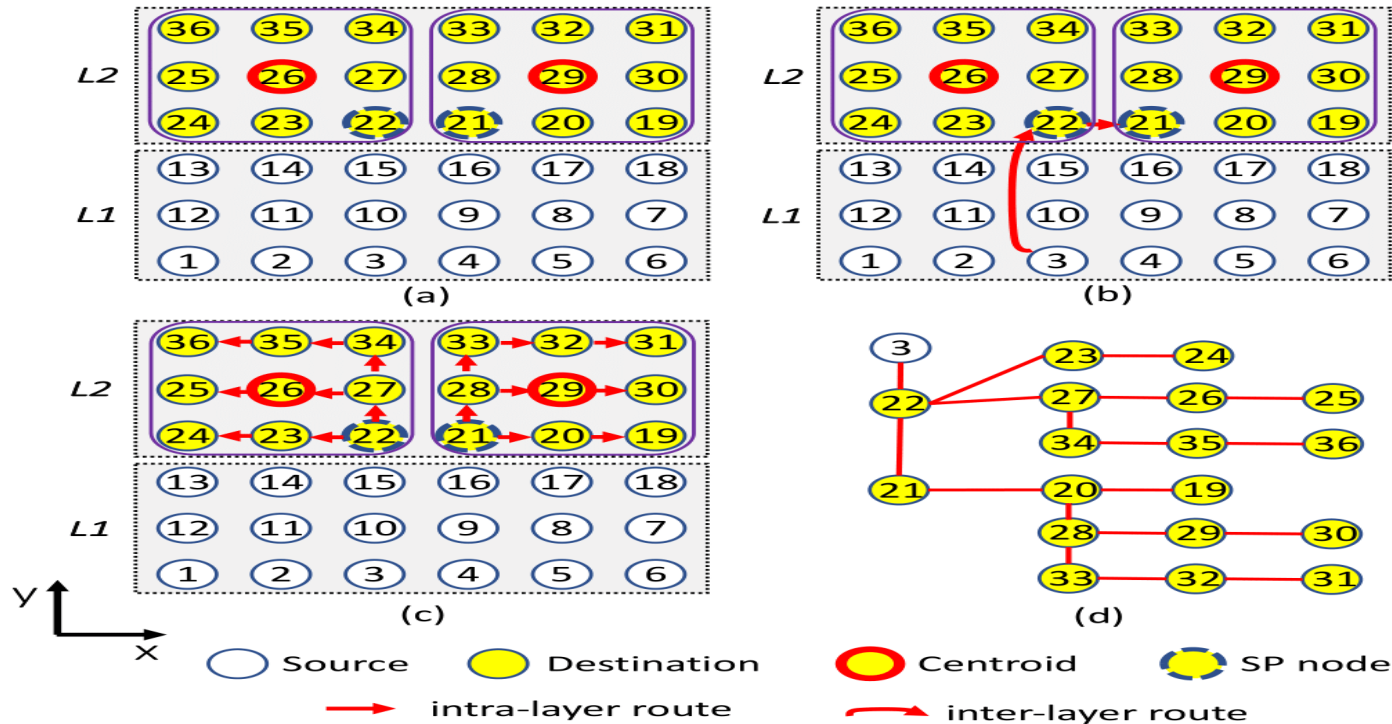 36 35 34 33 32 31
L2 25 26 27 28 29 30
24 23 22 21 20 19
13 14 15 16 17 18
L1 12 11 10 9 8 7
1 2 3 4 5 6
(a)
36 35 34 33 32 31
L2 25 26 27 28 29 30
24 23 22 21 20 19
13 14 15 16 17 18
L1 12 11 10 9 8 7
1 2 3 4 5 6
(b)
36 35 34 33 32 31
L2 25 26 27 28 29 30
24 23 22 21 20 19
13 14 15 16 17 18
L1 12 11 10 9 8 7
1 2 3 4 5 6
(c)
Y
X
3 23 24
22 27 26 25
34 35 36
21 20 19
28 29 30
33 32 31
(d)
Source Destination Centroid SP node
intra-layer route inter-layer route